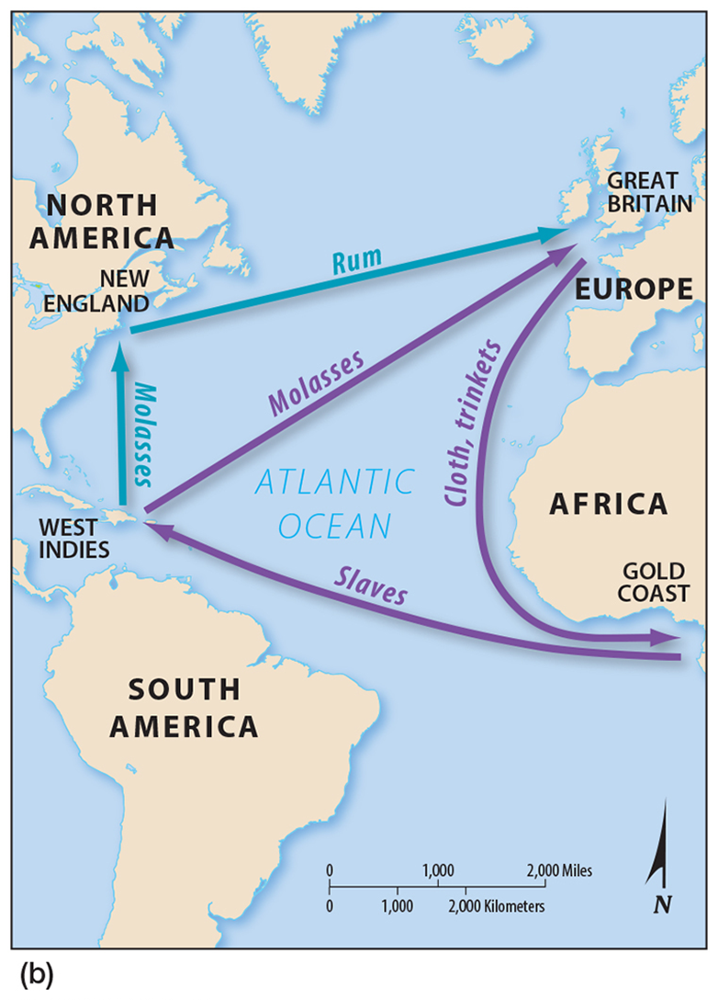 NORTH
AMERICA
NEW
ENGLAND
GREAT
BRITAIN
EUROPE
Rum
Molasses
Molasses
Cloth, trinkets
ATLANTIC
OCEAN
WEST
INDIES
AFRICA
GOLD
COAST
Slaves
SOUTH
AMERICA
0 1,000 2,000 Miles
0 1,000 2,000 Kilometers
N
(b)